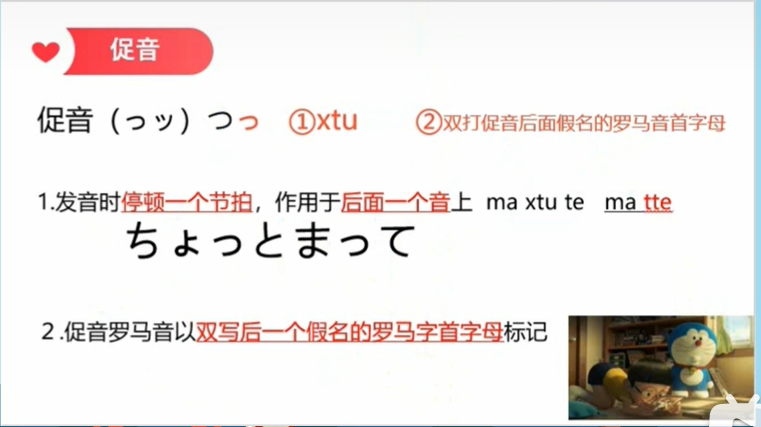 促音
促音（っッ）つっ ①xtu ②双打促音后面假名的罗马音首字母
1.发音时停顿一个节拍，作用于后面一个音上 ma xtu te ma tte
ちょっとまって
2.促音罗马音以双写后一个假名的罗马字首字母标记